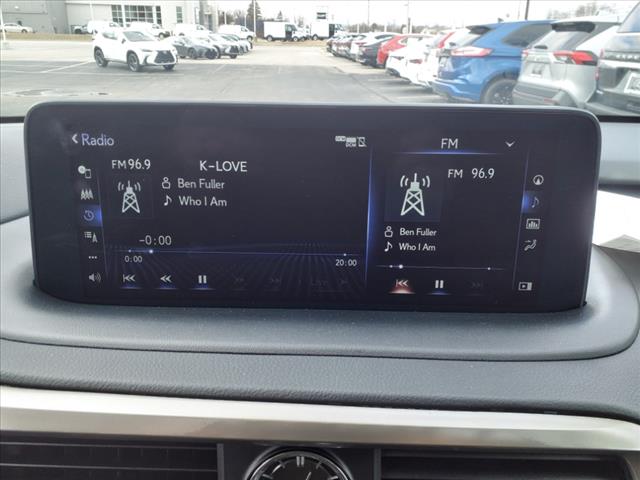 Radio
FM 96.9
K-LOVE
Ben Fuller
Who I Am
-0:00
0:00
20:00
FM
FM 96.9
Ben Fuller
Who I Am